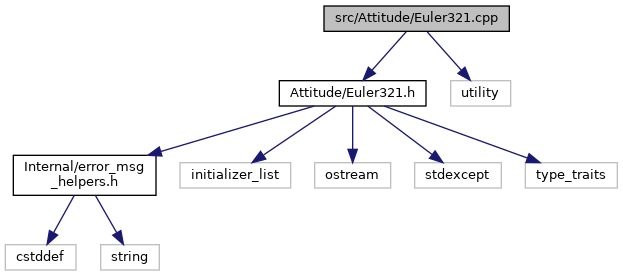 src/Attitude/Euler321.cpp
Attitude/Euler321.h
utility
Internal/error_msg
_helpers.h
initializer_list
ostream
stdexcept
type_traits
cstddef
string